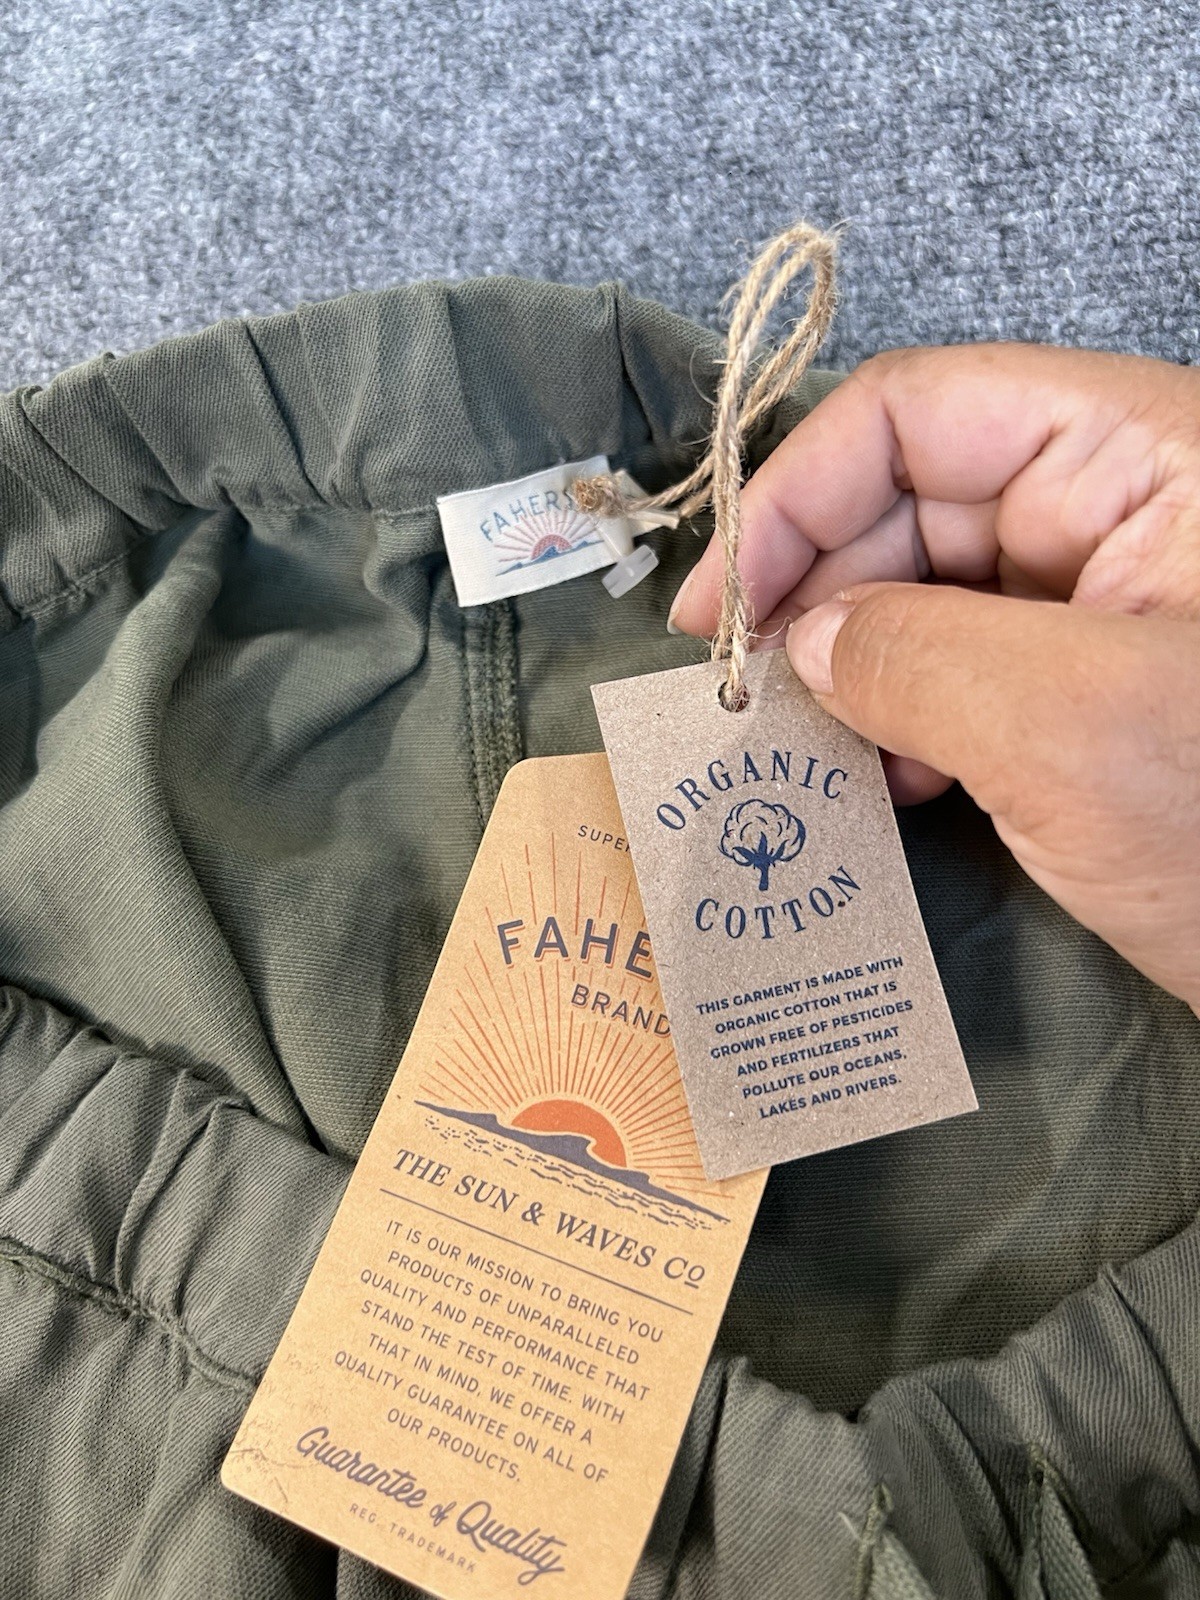 FAHERS
ORGANIC
COTTON
THIS GARMENT IS MADE WITH
ORGANIC COTTON THAT IS
GROWN FREE OF PESTICIDES
AND FERTILIZERS THAT
POLLUTE OUR OCEANS,
LAKES AND RIVERS.
FAHE
BRAND
THE SUN & WAVES Co
IT IS OUR MISSION TO BRING YOU
PRODUCTS OF UNPARALLELED
QUALITY AND PERFORMANCE THAT
STAND THE TEST OF TIME. WITH
THAT IN MIND, WE OFFER A
QUALITY GUARANTEE ON ALL OF
OUR PRODUCTS.
Guarantee of Quality
REG. TRADEMARK